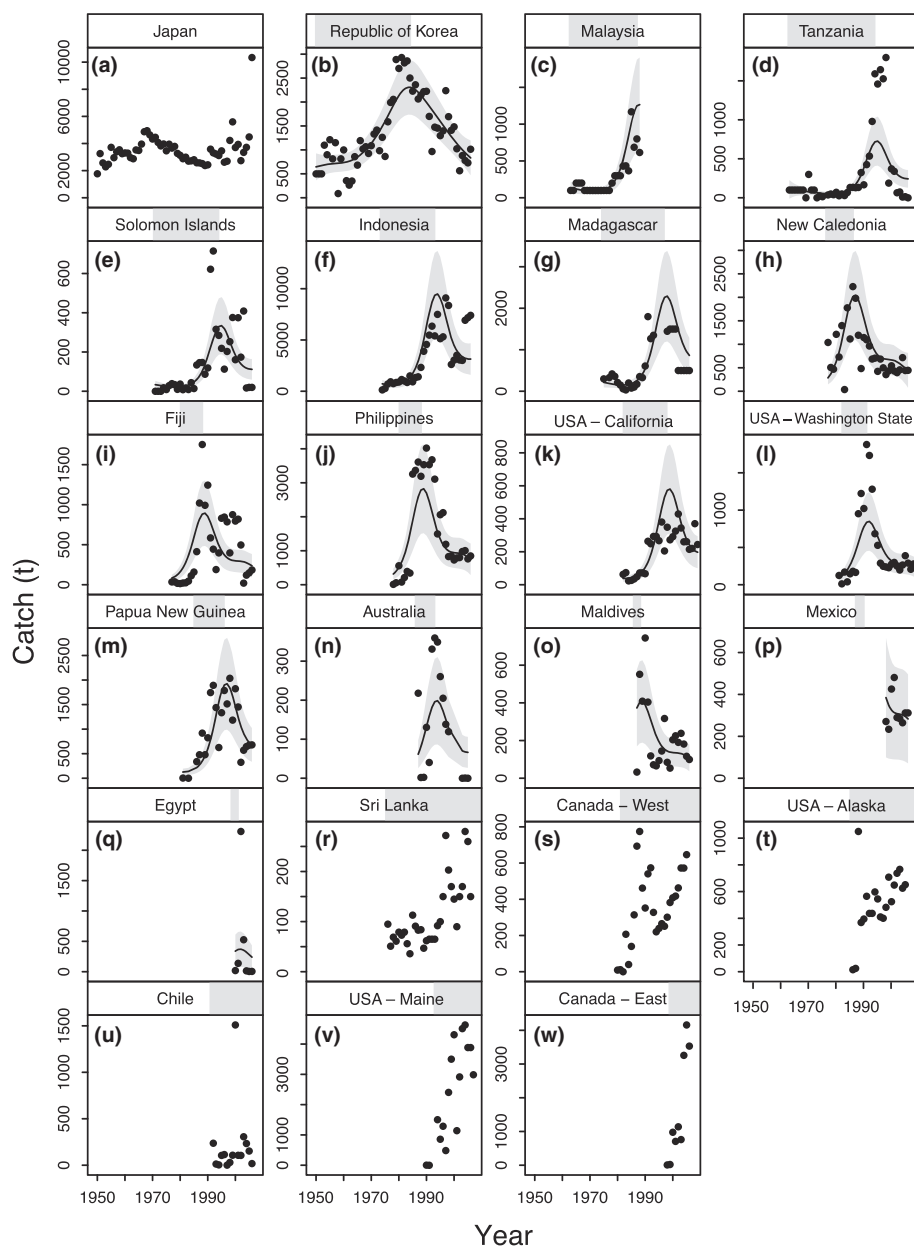 Japan
Republic of Korea
Malaysia
Tanzania
(a)
(b)
(c)
(d)
0 2000 4000 6000 10000
0 500 1500 2500
0 500 1000
0 500 1000
Solomon Islands
Indonesia
Madagascar
New Caledonia
(e)
(f)
(g)
(h)
0 200 400 600
0 5000 10000
0 2000
0 500 1500 2500
Fiji
Philippines
USA – California
USA – Washington State
(i)
(j)
(k)
(l)
0 500 1000 1500
0 1000 3000
0 200 400 600 800
0 500 1000
Papua New Guinea
Australia
Maldives
Mexico
(m)
(n)
(o)
(p)
0 500 1500 2500
0 100 200 300
0 200 400 600
0 200 400 600
Egypt
Sri Lanka
Canada – West
USA – Alaska
(q)
(r)
(s)
(t)
0 500 1500
0 100 200
0 200 400 600 800
0 200 400 600 1000
Chile
USA – Maine
Canada – East
1950 1970 1990
(u)
(v)
(w)
0 500 1000 1500
0 1000 3000
0 1000 3000
1950 1970 1990
1950 1970 1990
1950 1970 1990
Catch (t)
Year